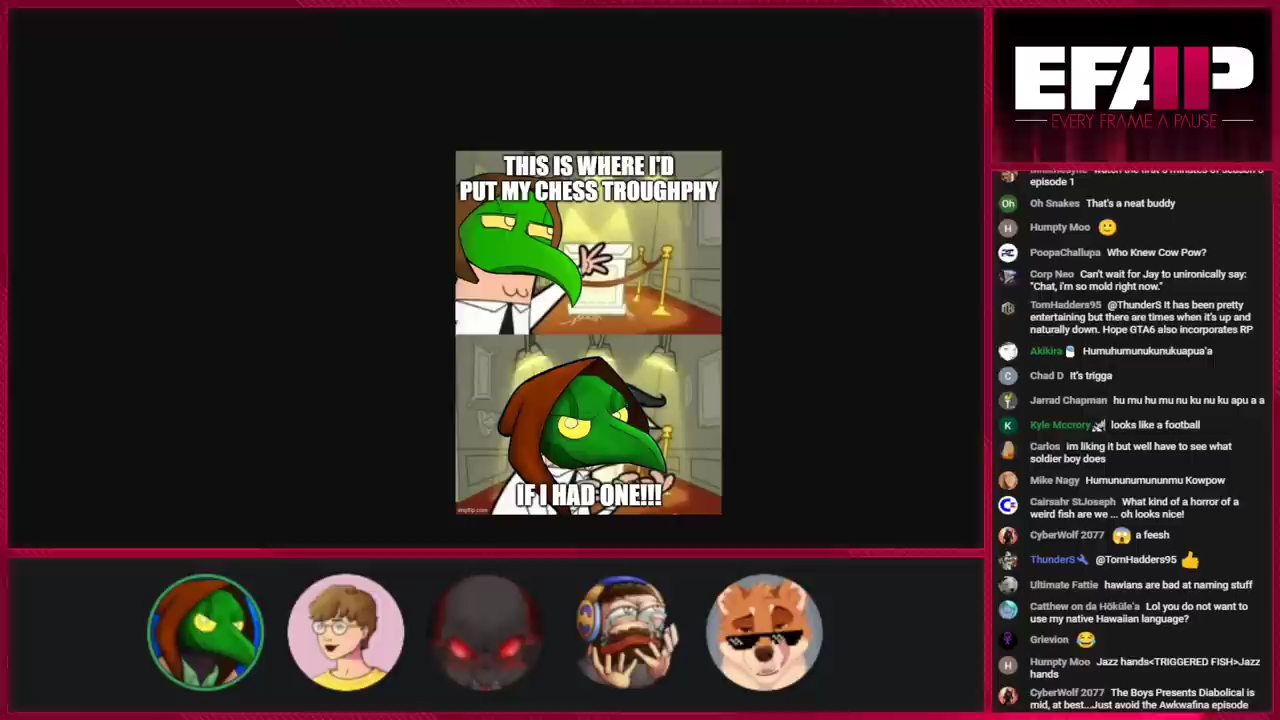 THIS IS WHERE I'D
PUT MY CHESS TROUGHPHY
IF I HAD ONE!!!
imgflip.com
EFAP
EVERY FRAME A PAUSE
episode 1
Oh
Oh Snakes That's a neat buddy
H
Humpty Moo 🙂
PoopaChallupa Who Knew Cow Pow?
Corp Neo Can't wait for Jay to unironically say:
"Chat, i'm so mold right now."
TomHadders95 @ThunderS It has been pretty
entertaining but there are times when it's up and
naturally down. Hope GTA6 also incorporates RP
Akikira Humuhumunukunukuapua'a
C
Chad D It's trigga
Jarrad Chapman hu mu hu mu nu ku nu ku apu a a
K
Kyle Mccrory looks like a football
Carlos im liking it but well have to see what
soldier boy does
Mike Nagy Humununumununmu Kowpow
Cairsahr StJoseph What kind of a horror of a
weird fish are we ... oh looks nice!
CyberWolf 2077 😱 a feesh
ThunderS🔧 @TomHadders95 👍
Ultimate Fattie hawians are bad at naming stuff
Catthew on da Hōkūle'a Lol you do not want to
use my native Hawaiian language?
Grievion 😂
H
Humpty Moo Jazz hands<TRIGGERED FISH>Jazz
hands
CyberWolf 2077 The Boys Presents Diabolical is
mid, at best...Just avoid the Awkwafina episode